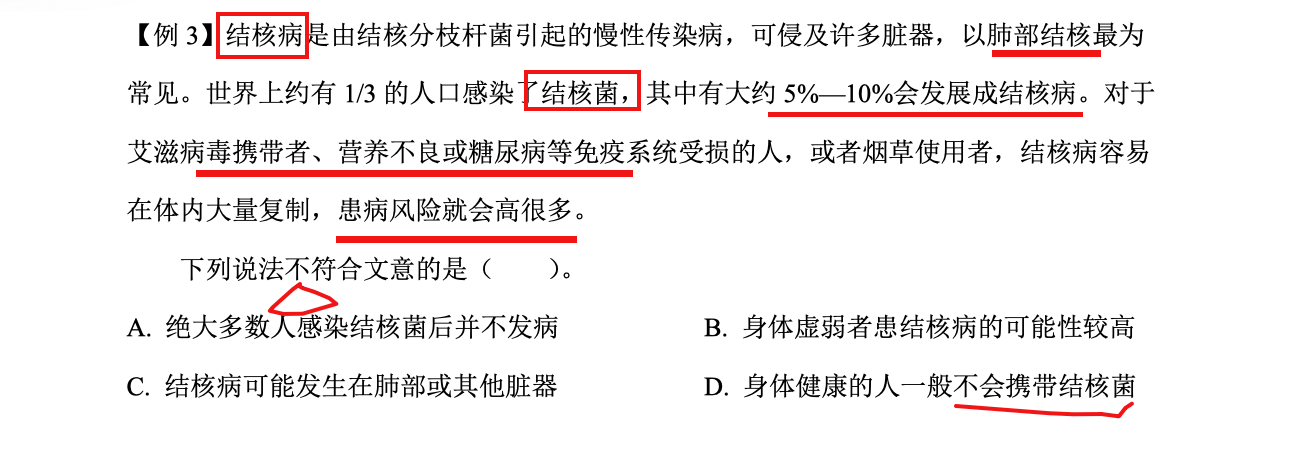 【例 3】结核病是由结核分枝杆菌引起的慢性传染病，可侵及许多脏器，以肺部结核最为
常见。世界上约有 1/3 的人口感染了结核菌，其中有大约 5%—10%会发展成结核病。对于
艾滋病毒携带者、营养不良或糖尿病等免疫系统受损的人，或者烟草使用者，结核病容易
在体内大量复制，患病风险就会高很多。
下列说法不符合文意的是（　　）。
A. 绝大多数人感染结核菌后并不发病
B. 身体虚弱者患结核病的可能性较高
C. 结核病可能发生在肺部或其他脏器
D. 身体健康的人一般不会携带结核菌